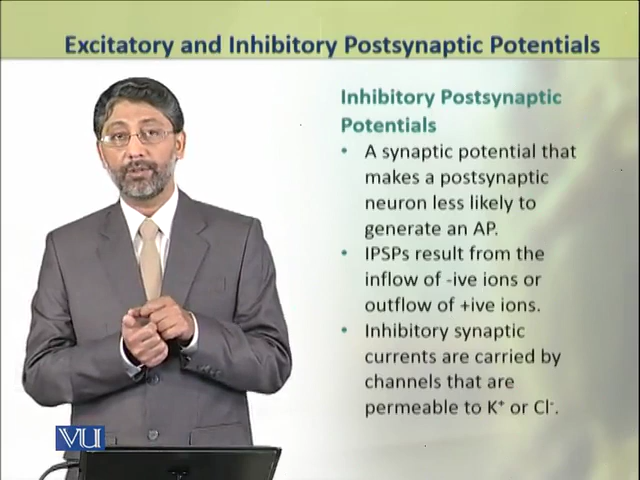 Excitatory and Inhibitory Postsynaptic Potentials
Inhibitory Postsynaptic
Potentials
• A synaptic potential that
makes a postsynaptic
neuron less likely to
generate an AP.
• IPSPs result from the
inflow of -ive ions or
outflow of +ive ions.
• Inhibitory synaptic
currents are carried by
channels that are
permeable to K⁺ or Cl⁻.
VU